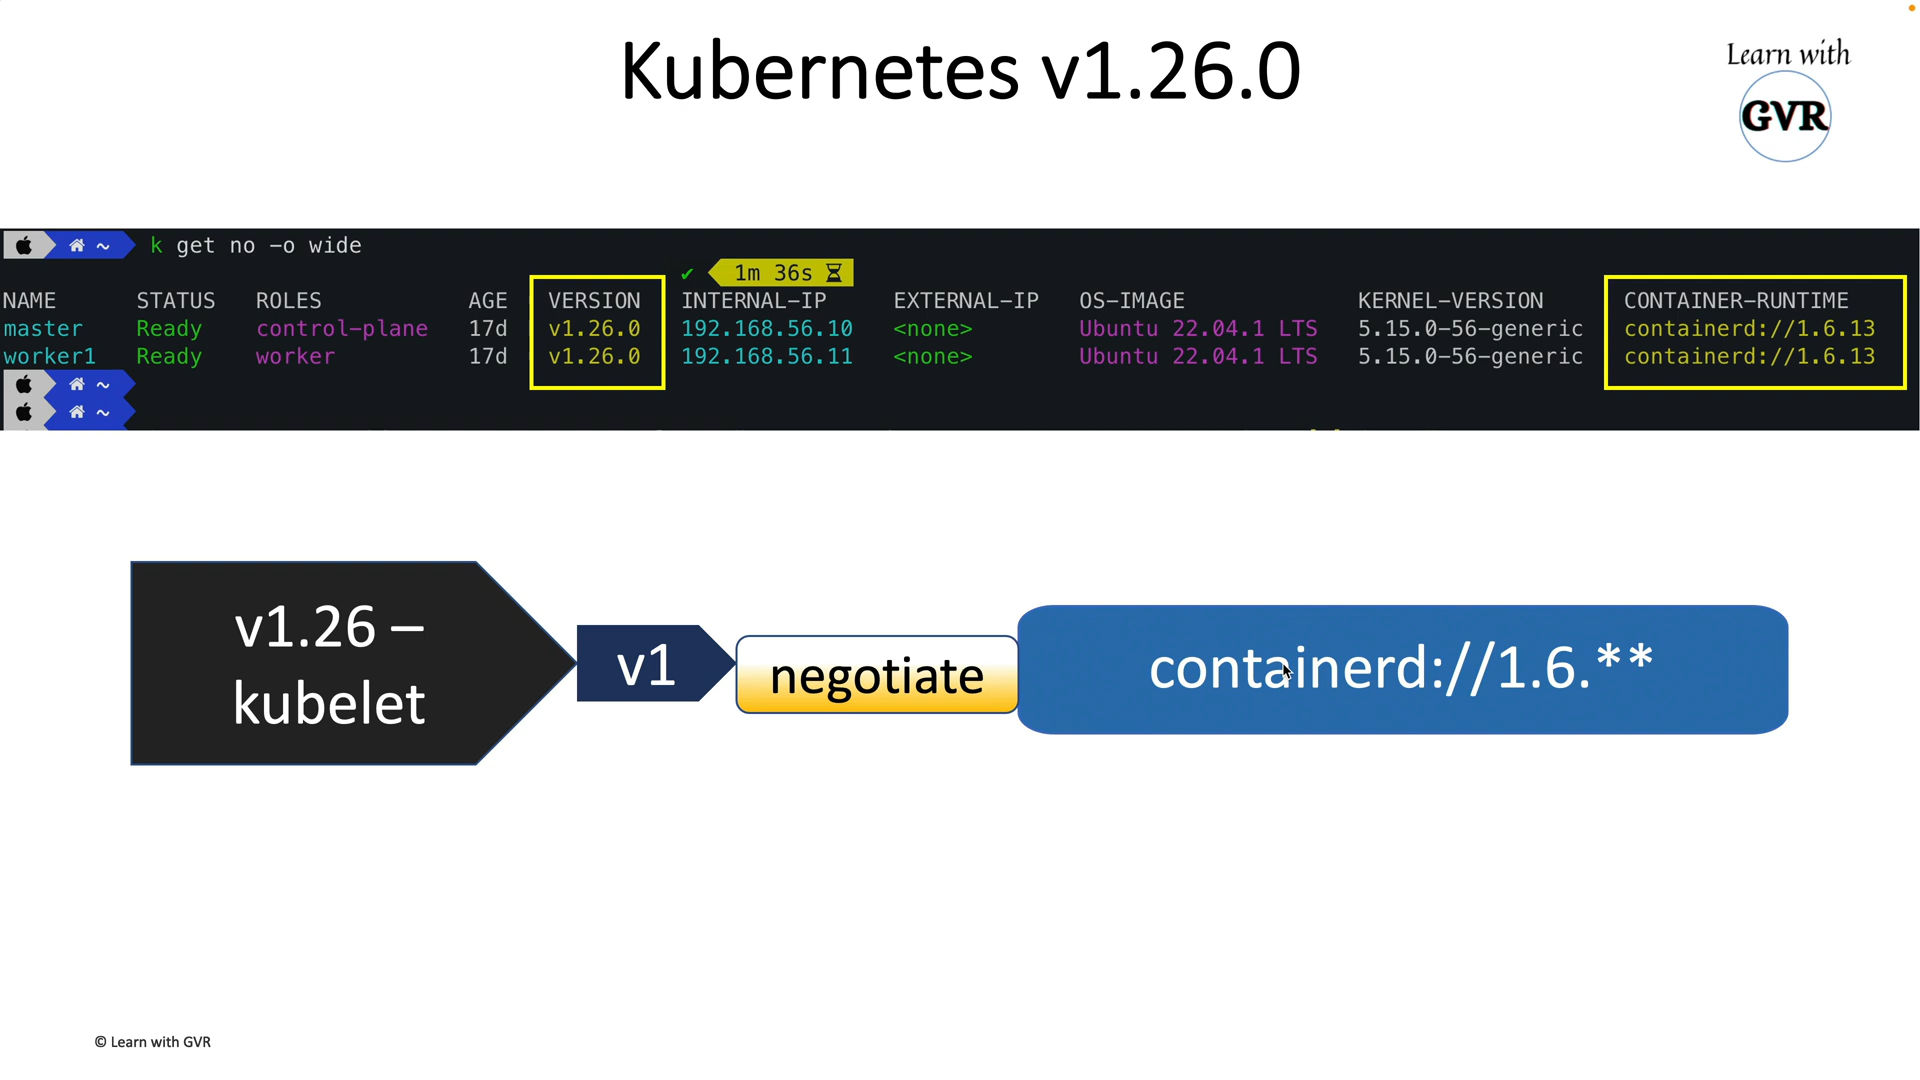 Kubernetes v1.26.0
Learn with
GVR
~ k get no -o wide
✔ 1m 36s
NAME STATUS ROLES AGE VERSION INTERNAL-IP EXTERNAL-IP OS-IMAGE KERNEL-VERSION CONTAINER-RUNTIME
master Ready control-plane 17d v1.26.0 192.168.56.10 <none> Ubuntu 22.04.1 LTS 5.15.0-56-generic containerd://1.6.13
worker1 Ready worker 17d v1.26.0 192.168.56.11 <none> Ubuntu 22.04.1 LTS 5.15.0-56-generic containerd://1.6.13
~
~
v1.26 –
kubelet
v1
negotiate
containerd://1.6.**
© Learn with GVR